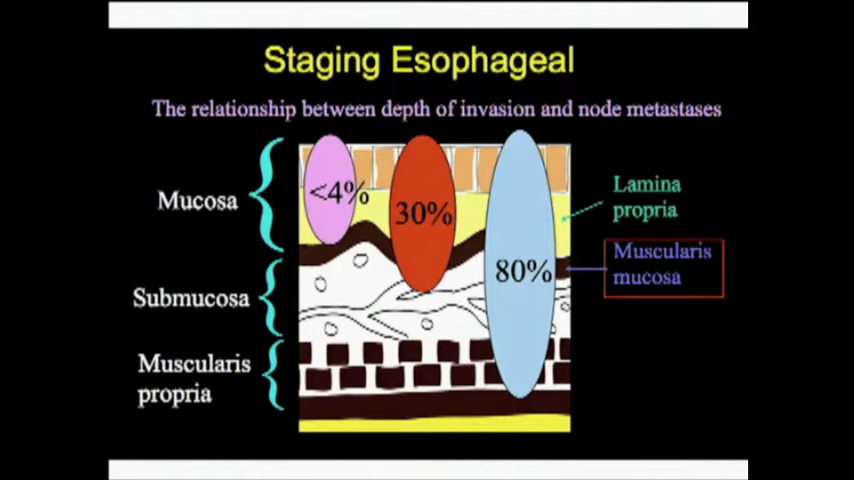 Staging Esophageal
The relationship between depth of invasion and node metastases
Mucosa
<4%
30%
80%
Lamina
propria
Muscularis
mucosa
Submucosa
Muscularis
propria